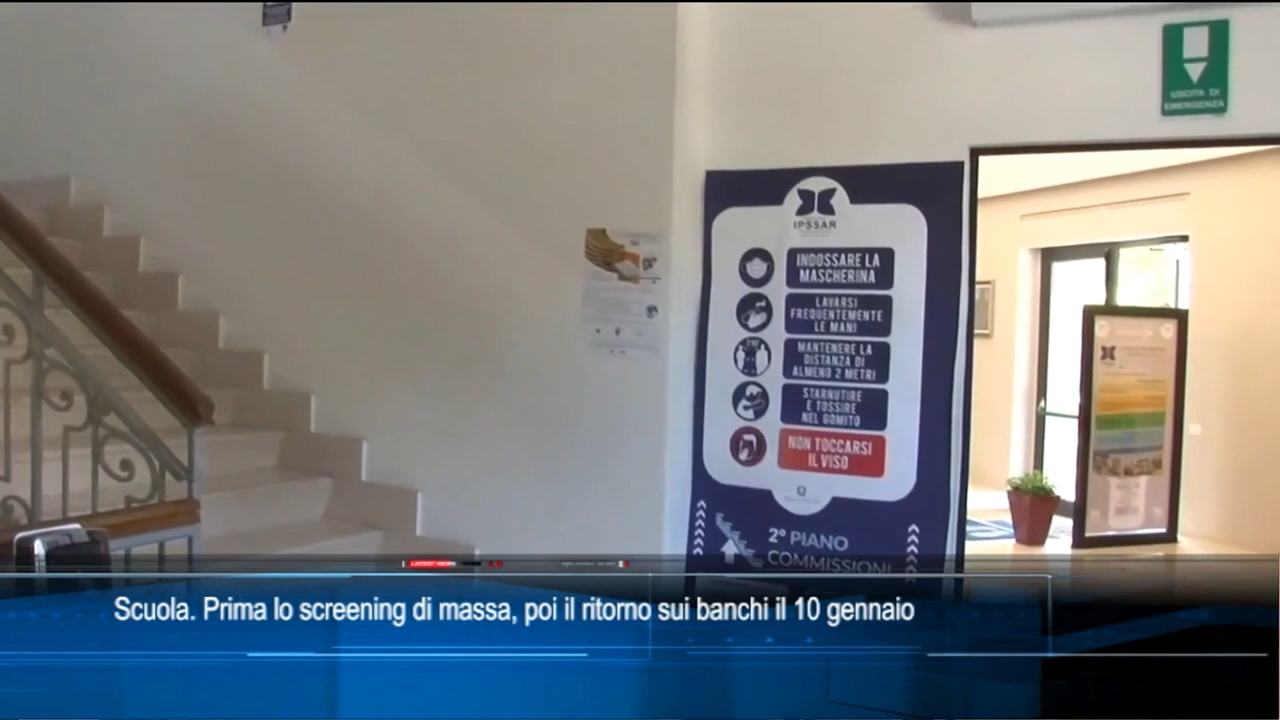 USCITA DI
EMERGENZA
IPSSAR
INDOSSARE LA
MASCHERINA
LAVARSI
FREQUENTEMENTE
LE MANI
MANTENERE LA
DISTANZA DI
ALMENO 2 METRI
STARNUTIRE
E TOSSIRE
NEL GOMITO
NON TOCCARSI
IL VISO
2° PIANO
COMMISSIONI
LATEST NEWS
Scuola. Prima lo screening di massa, poi il ritorno sui banchi il 10 gennaio